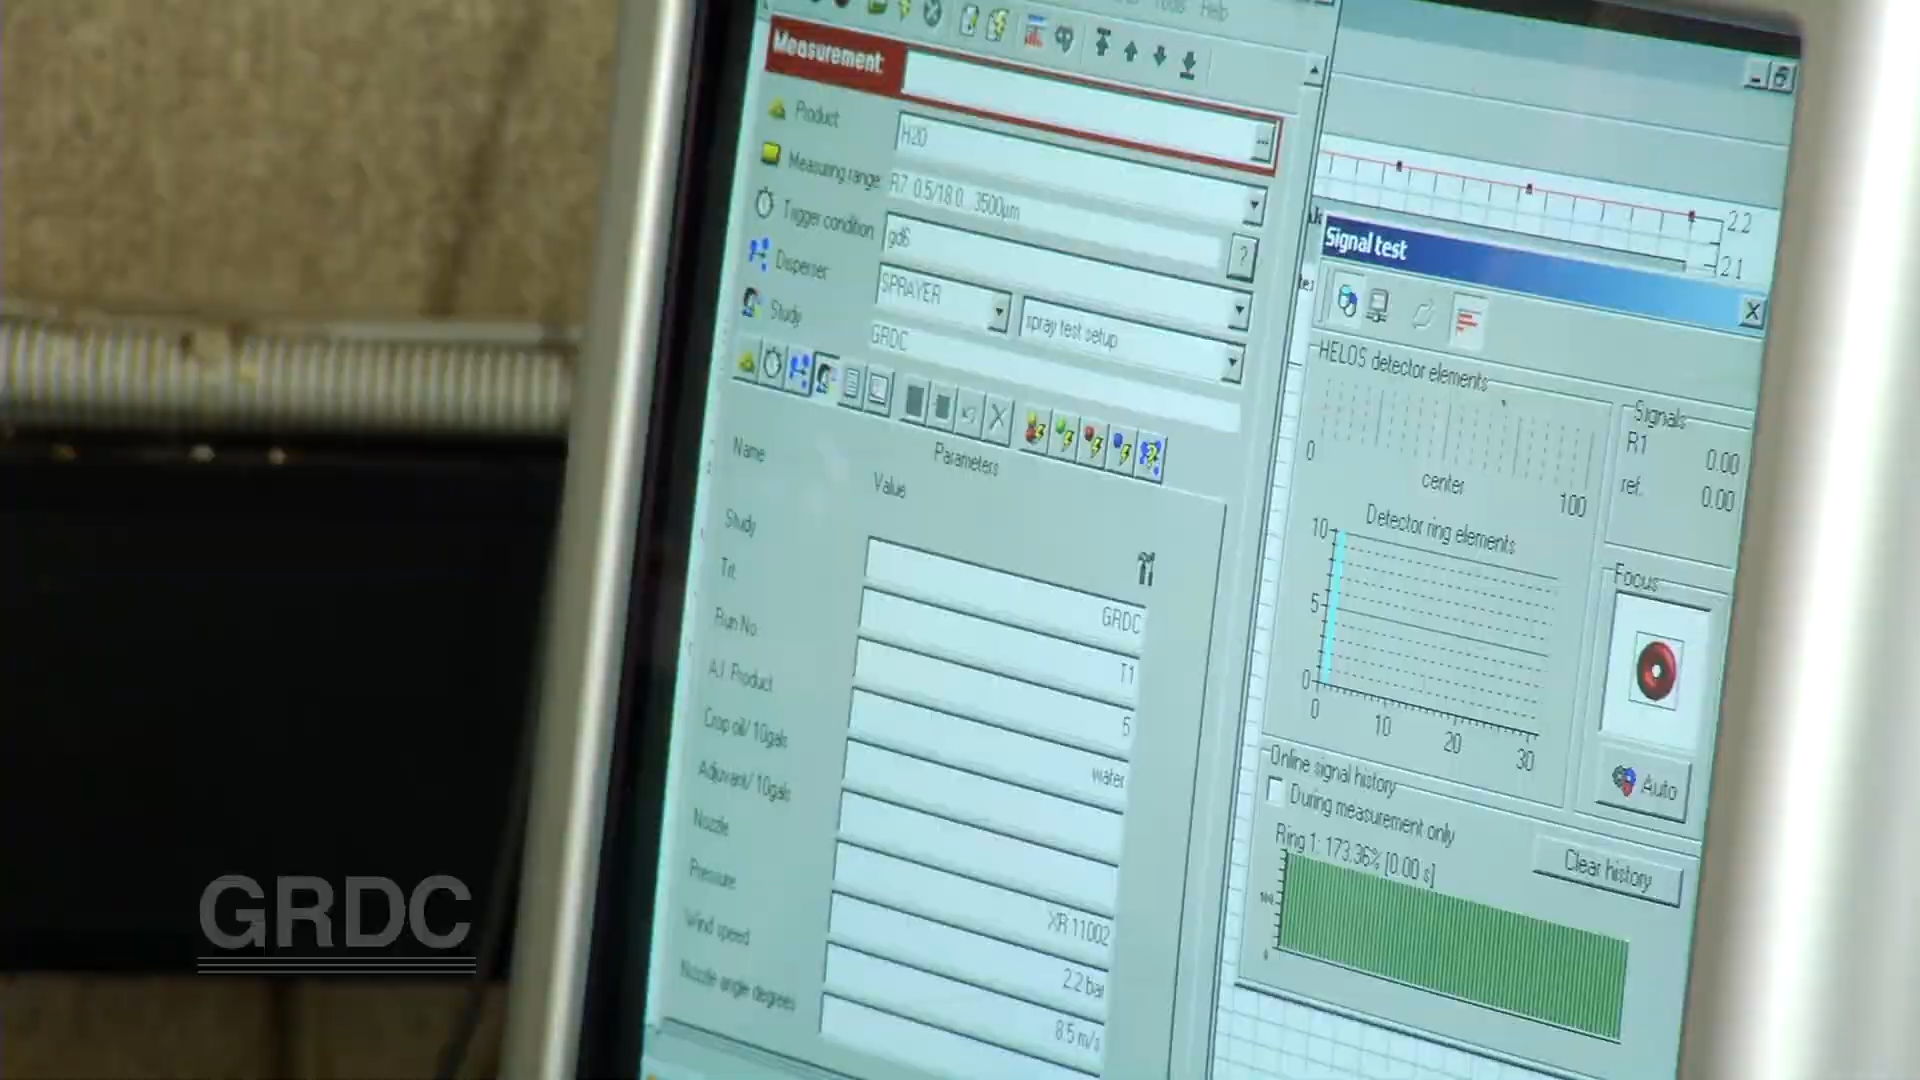 Tools Help
Measurement:
Product
H2O
Measuring range:
R7 0.5/18.0...3500µm
Trigger condition
gd6
?
Disperser
SPRAYER
spray test setup
Study
GRDC
Parameters
Name
Value
Study
GRDC
Trt
T1
Run No
5
A.I. Product
water
Crop oil/ 10gals
Adjuvant/ 10gals
Nozzle
XR 11002
Pressure
2.2 bar
Wind speed
8.5 m/s
Nozzle angle degrees
2.2
2.1
Signal test
HELOS detector elements
0
center
100
Signals
R1
0.00
ref.
0.00
Detector ring elements
10
5
0
0 10 20 30
Focus
Auto
Online signal history
During measurement only
Ring 1: 173.36% [0.00 s]
Clear history
100
0
GRDC